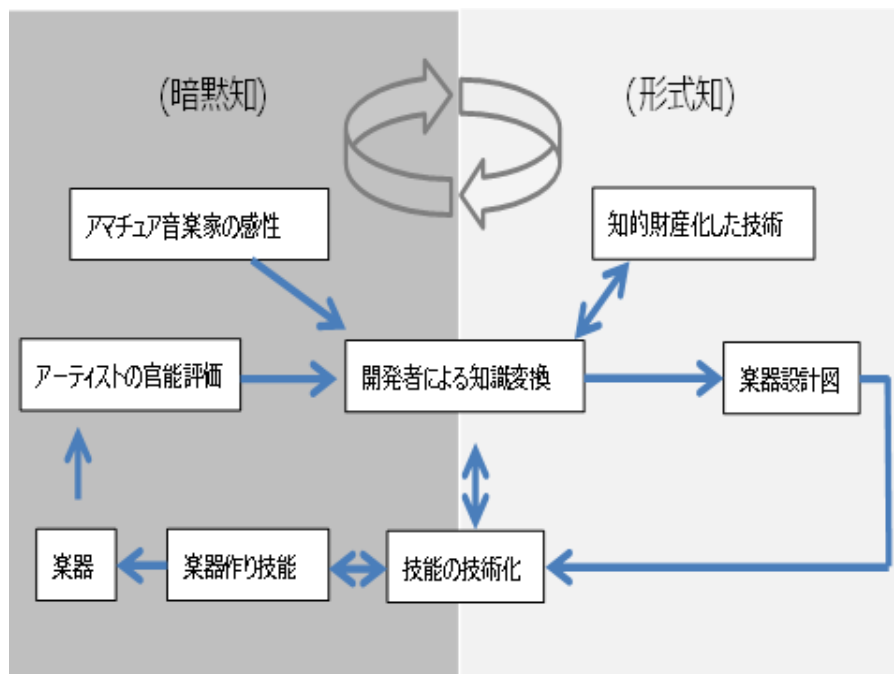 (暗黙知)
(形式知)
アマチュア音楽家の感性
知的財産化した技術
アーティストの官能評価
開発者による知識変換
楽器設計図
楽器
楽器作り技能
技能の技術化